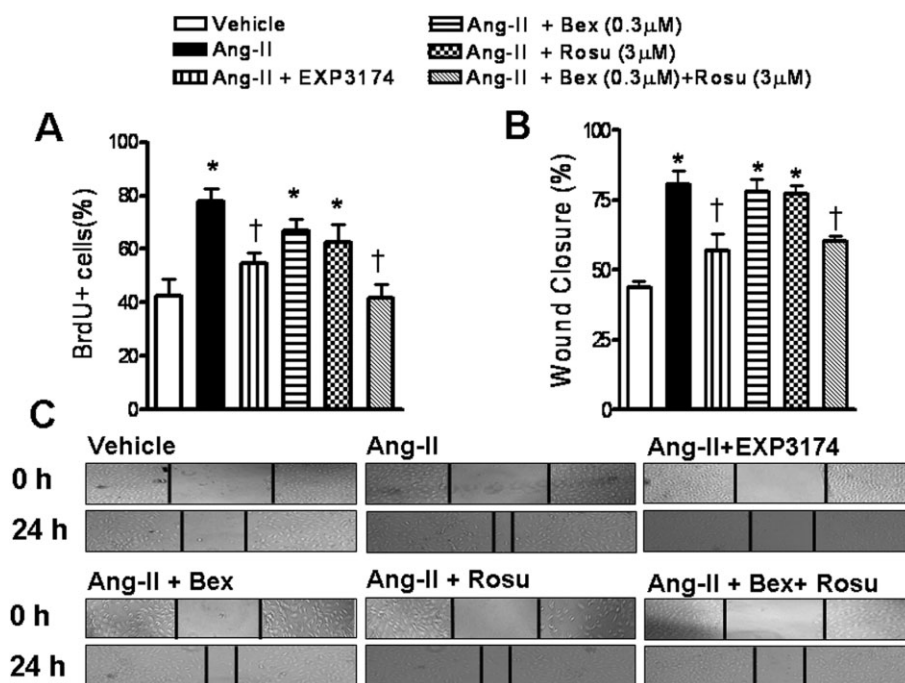 Vehicle
Ang-II
Ang-II + EXP3174
Ang-II + Bex (0.3µM)
Ang-II + Rosu (3µM)
Ang-II + Bex (0.3µM)+Rosu (3µM)
A
B
BrdU+ cells(%)
100
80
60
40
20
0
*
†
*
*
†
Wound Closure (%)
100
75
50
25
0
*
†
*
*
†
C
Vehicle
Ang-II
Ang-II+EXP3174
0 h
24 h
Ang-II + Bex
Ang-II + Rosu
Ang-II + Bex+ Rosu
0 h
24 h